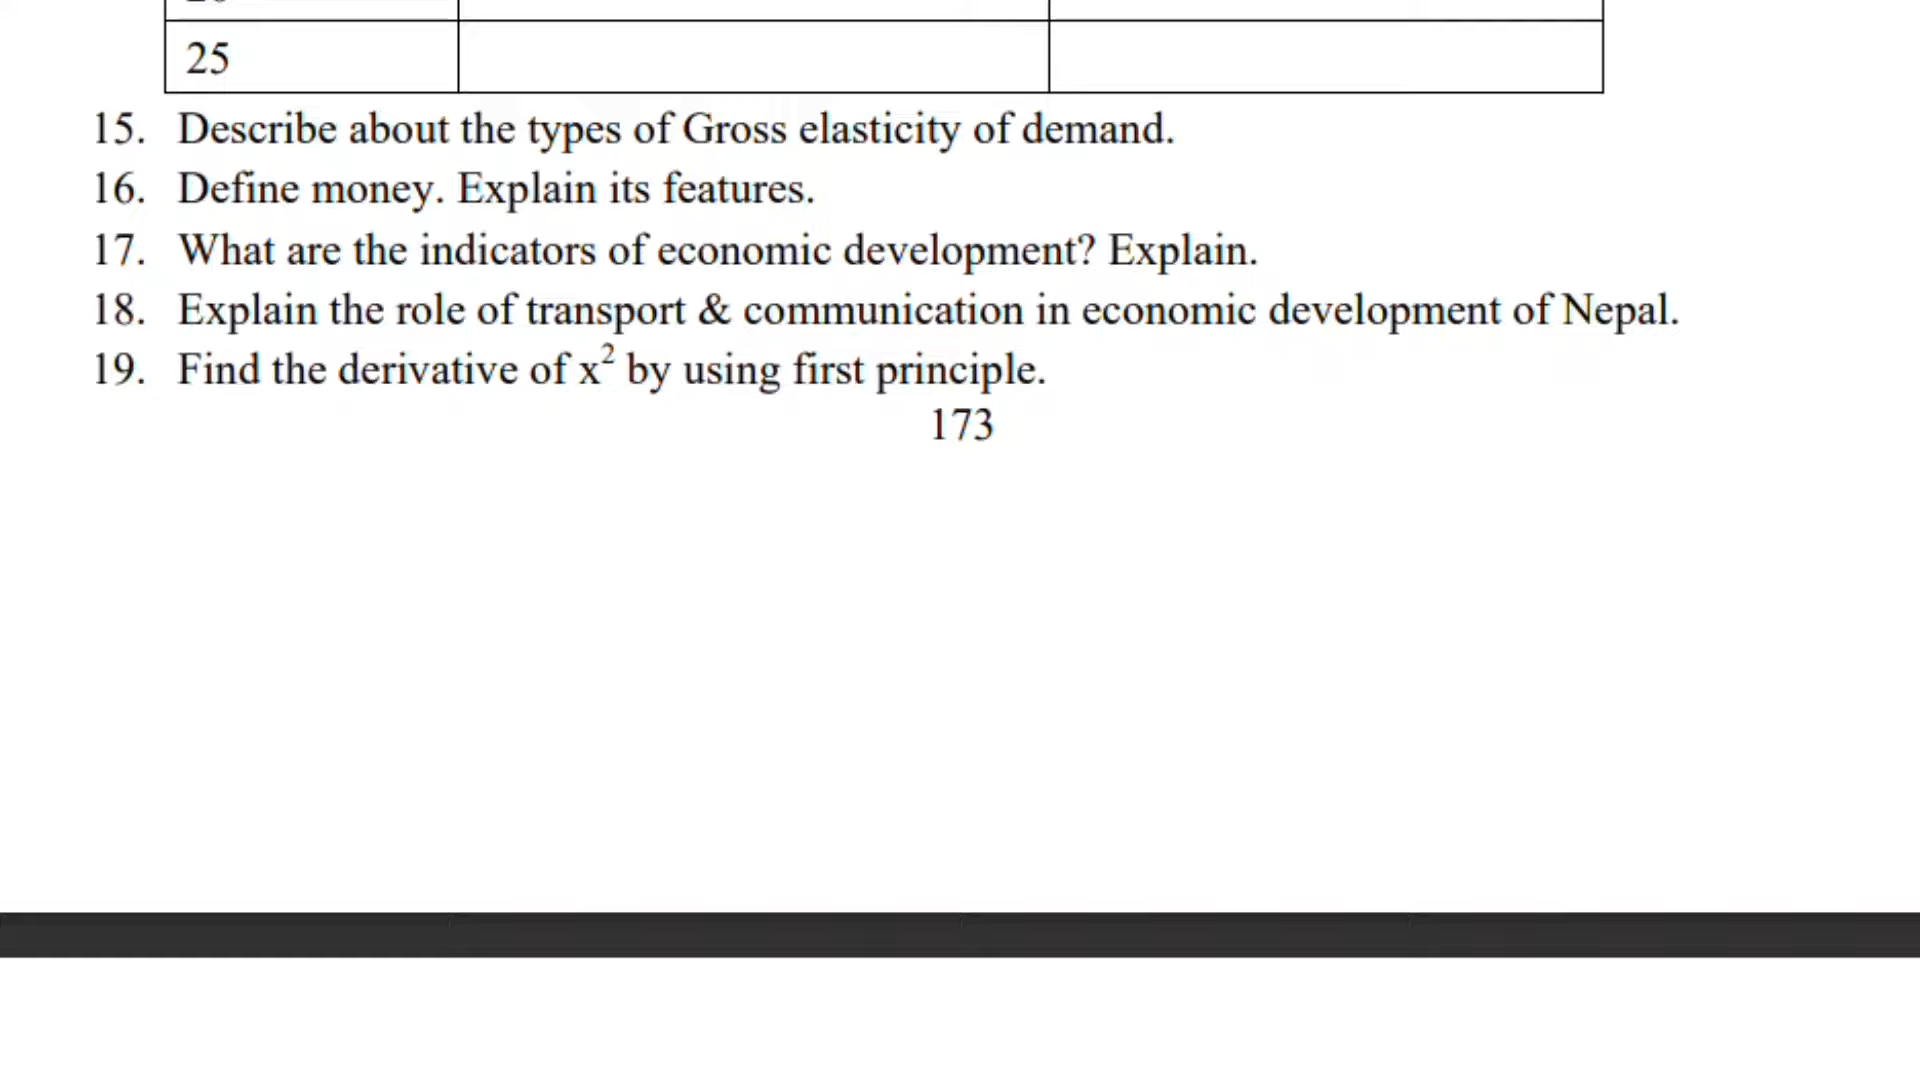 25
15. Describe about the types of Gross elasticity of demand.
16. Define money. Explain its features.
17. What are the indicators of economic development? Explain.
18. Explain the role of transport & communication in economic development of Nepal.
19. Find the derivative of x² by using first principle.
173